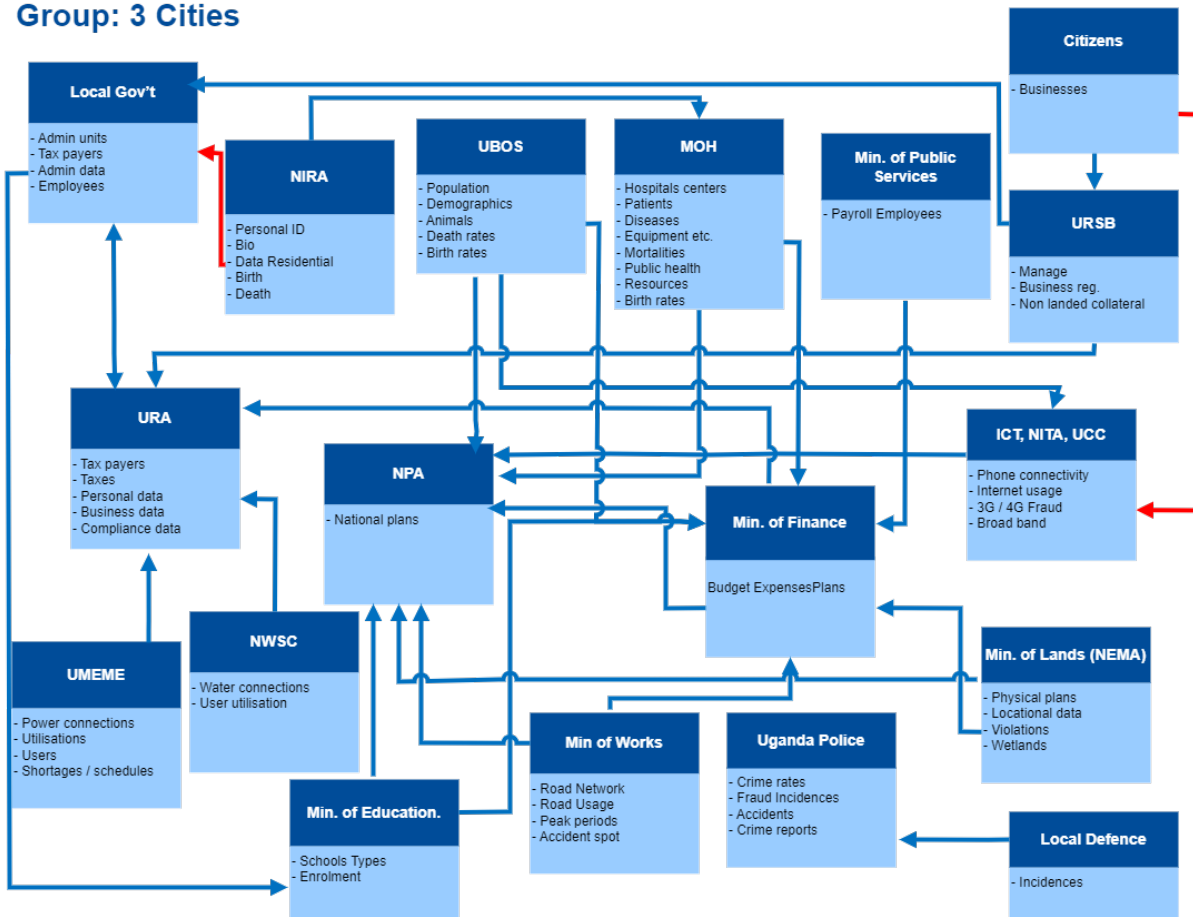 Group: 3 Cities
Citizens
- Businesses
Local Gov't
- Admin units
- Tax payers
- Admin data
- Employees
NIRA
- Personal ID
- Bio
- Data Residential
- Birth
- Death
UBOS
- Population
- Demographics
- Animals
- Death rates
- Birth rates
MOH
- Hospitals centers
- Patients
- Diseases
- Equipment etc.
- Mortalities
- Public health
- Resources
- Birth rates
Min. of Public
Services
- Payroll Employees
URSB
- Manage
- Business reg.
- Non landed collateral
URA
- Tax payers
- Taxes
- Personal data
- Business data
- Compliance data
NPA
- National plans
Min. of Finance
Budget ExpensesPlans
ICT, NITA, UCC
- Phone connectivity
- Internet usage
- 3G / 4G Fraud
- Broad band
UMEME
- Power connections
- Utilisations
- Users
- Shortages / schedules
NWSC
- Water connections
- User utilisation
Min. of Education.
- Schools Types
- Enrolment
Min of Works
- Road Network
- Road Usage
- Peak periods
- Accident spot
Uganda Police
- Crime rates
- Fraud Incidences
- Accidents
- Crime reports
Min. of Lands (NEMA)
- Physical plans
- Locational data
- Violations
- Wetlands
Local Defence
- Incidences